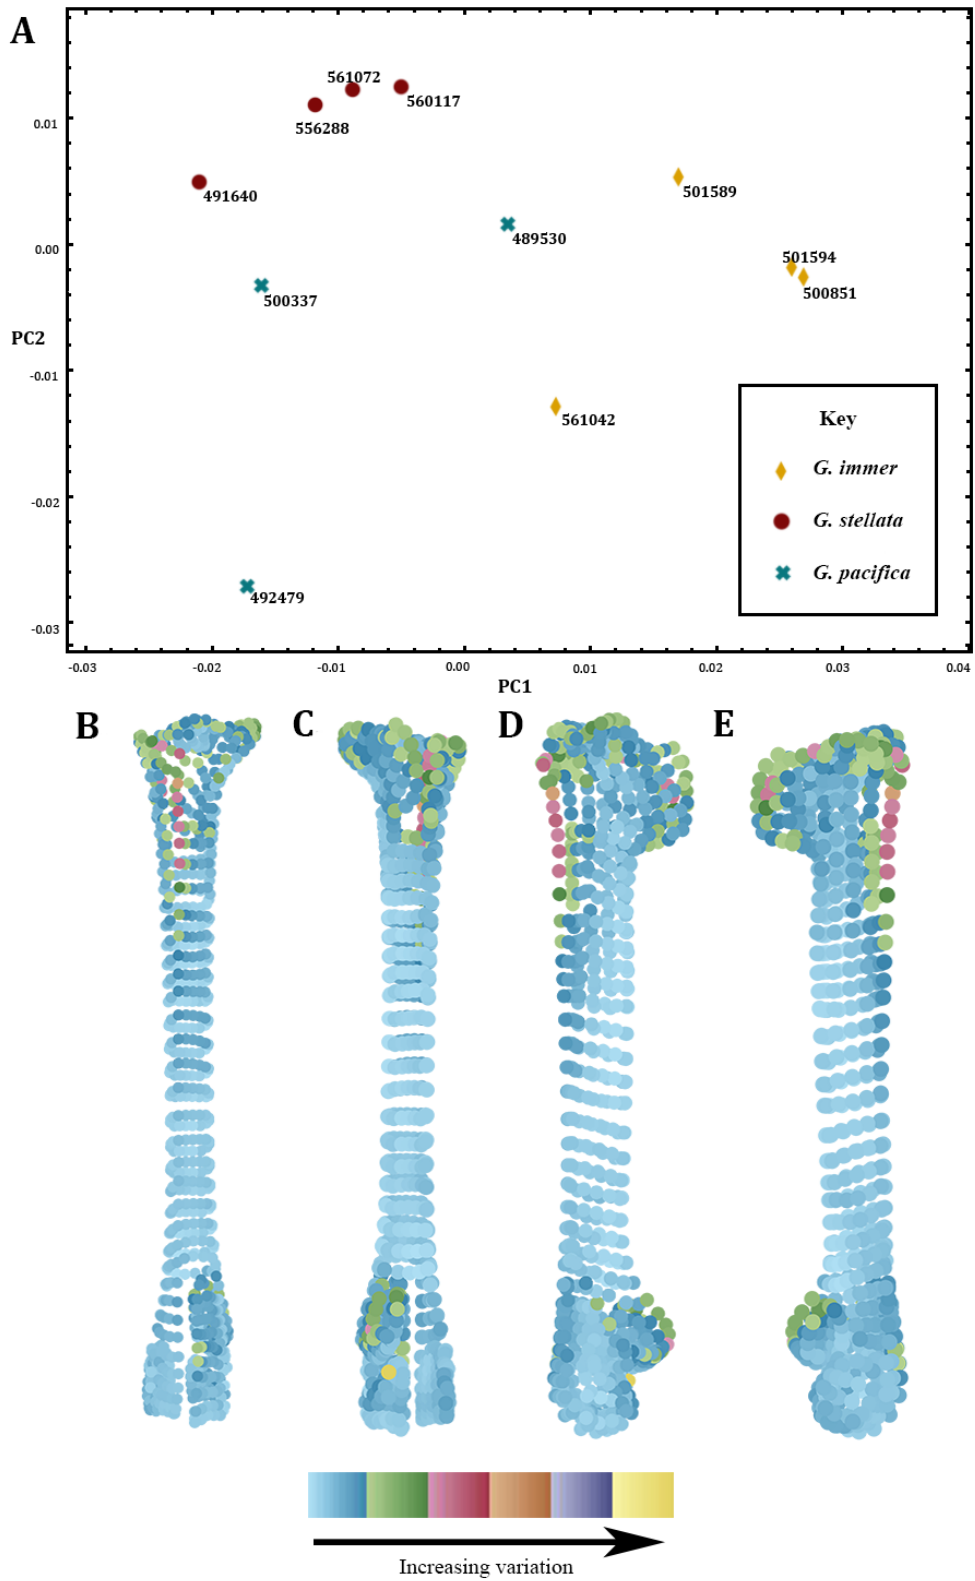 A
561072
560117
556288
0.01
491640
501589
489530
0.00
501594
500337
500851
PC2
-0.01
561042
Key
G. immer
G. stellata
G. pacifica
-0.02
492479
-0.03
-0.03 -0.02 -0.01 0.00 0.01 0.02 0.03 0.04
PC1
B C D E
Increasing variation